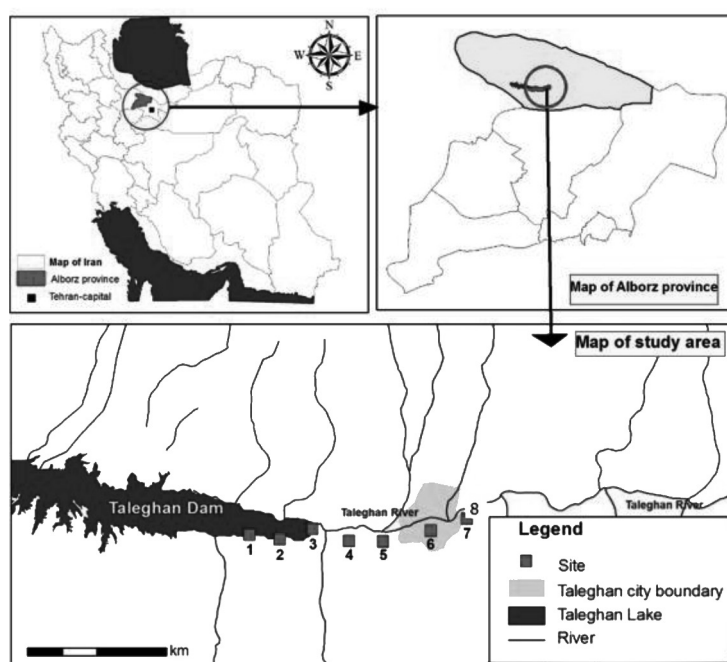 N
W E
S
Map of Iran
Alborz province
Tehran-capital
Map of Alborz province
Map of study area
Taleghan Dam
Taleghan River
Taleghan River
1
2
3
4
5
6
7
8
Legend
Site
Taleghan city boundary
Taleghan Lake
River
km